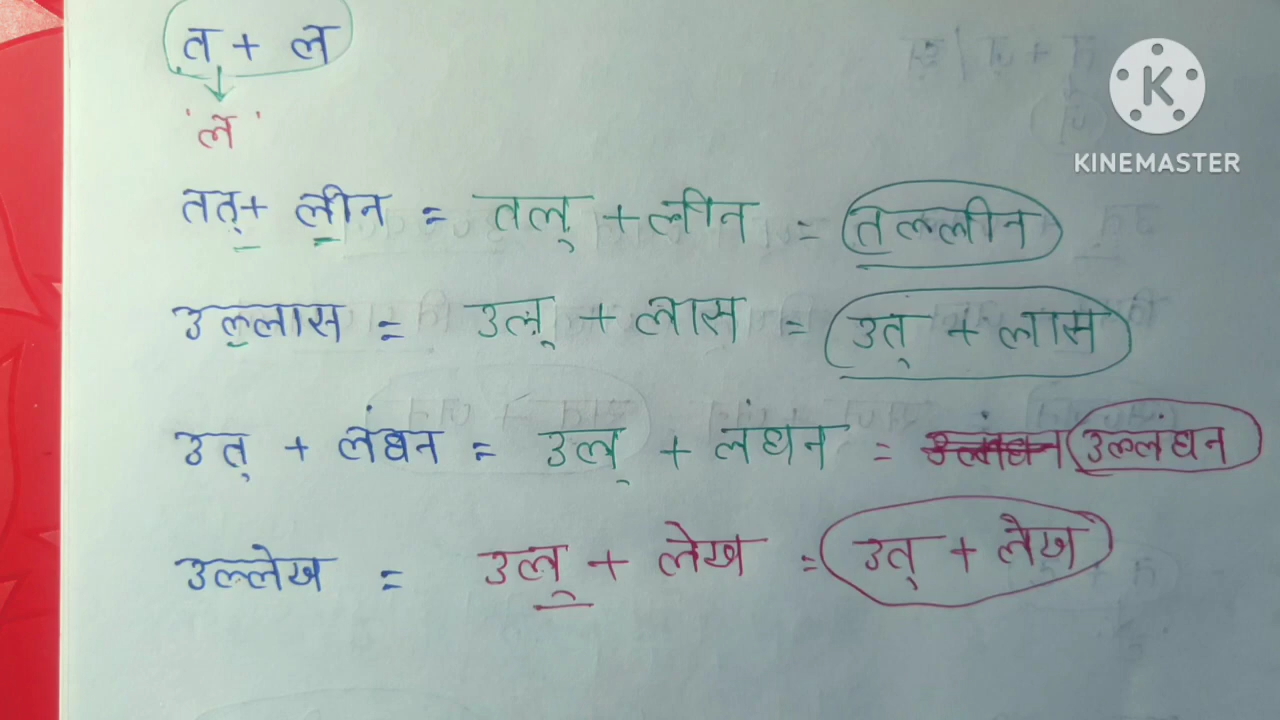 त + ल
'ल'
K
KINEMASTER
तत् + लीन = तल् + लीन = तल्लीन
उल्लास = उल् + लास = उत् + लास
उत् + लंघन = उल् + लंघन = उल्लंघन
उल्लेख = उल् + लेख = उत् + लेख